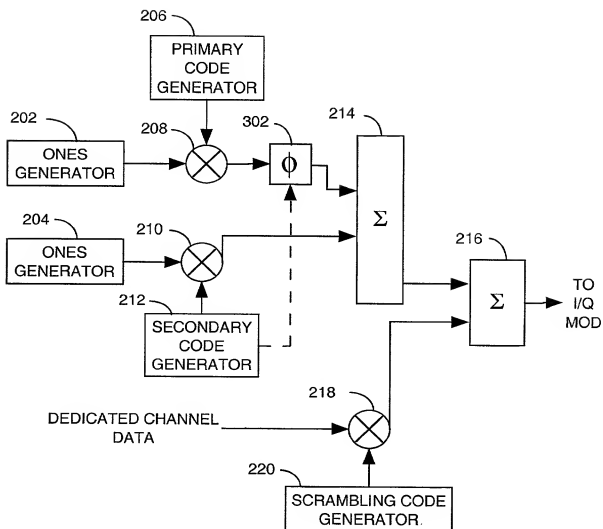 206
PRIMARY
CODE
GENERATOR
202
208
302
214
ONES
GENERATOR
ϕ
Σ
204
210
216
ONES
GENERATOR
Σ
TO
I/Q
MOD
212
SECONDARY
CODE
GENERATOR
218
DEDICATED CHANNEL
DATA
220
SCRAMBLING CODE
GENERATOR.